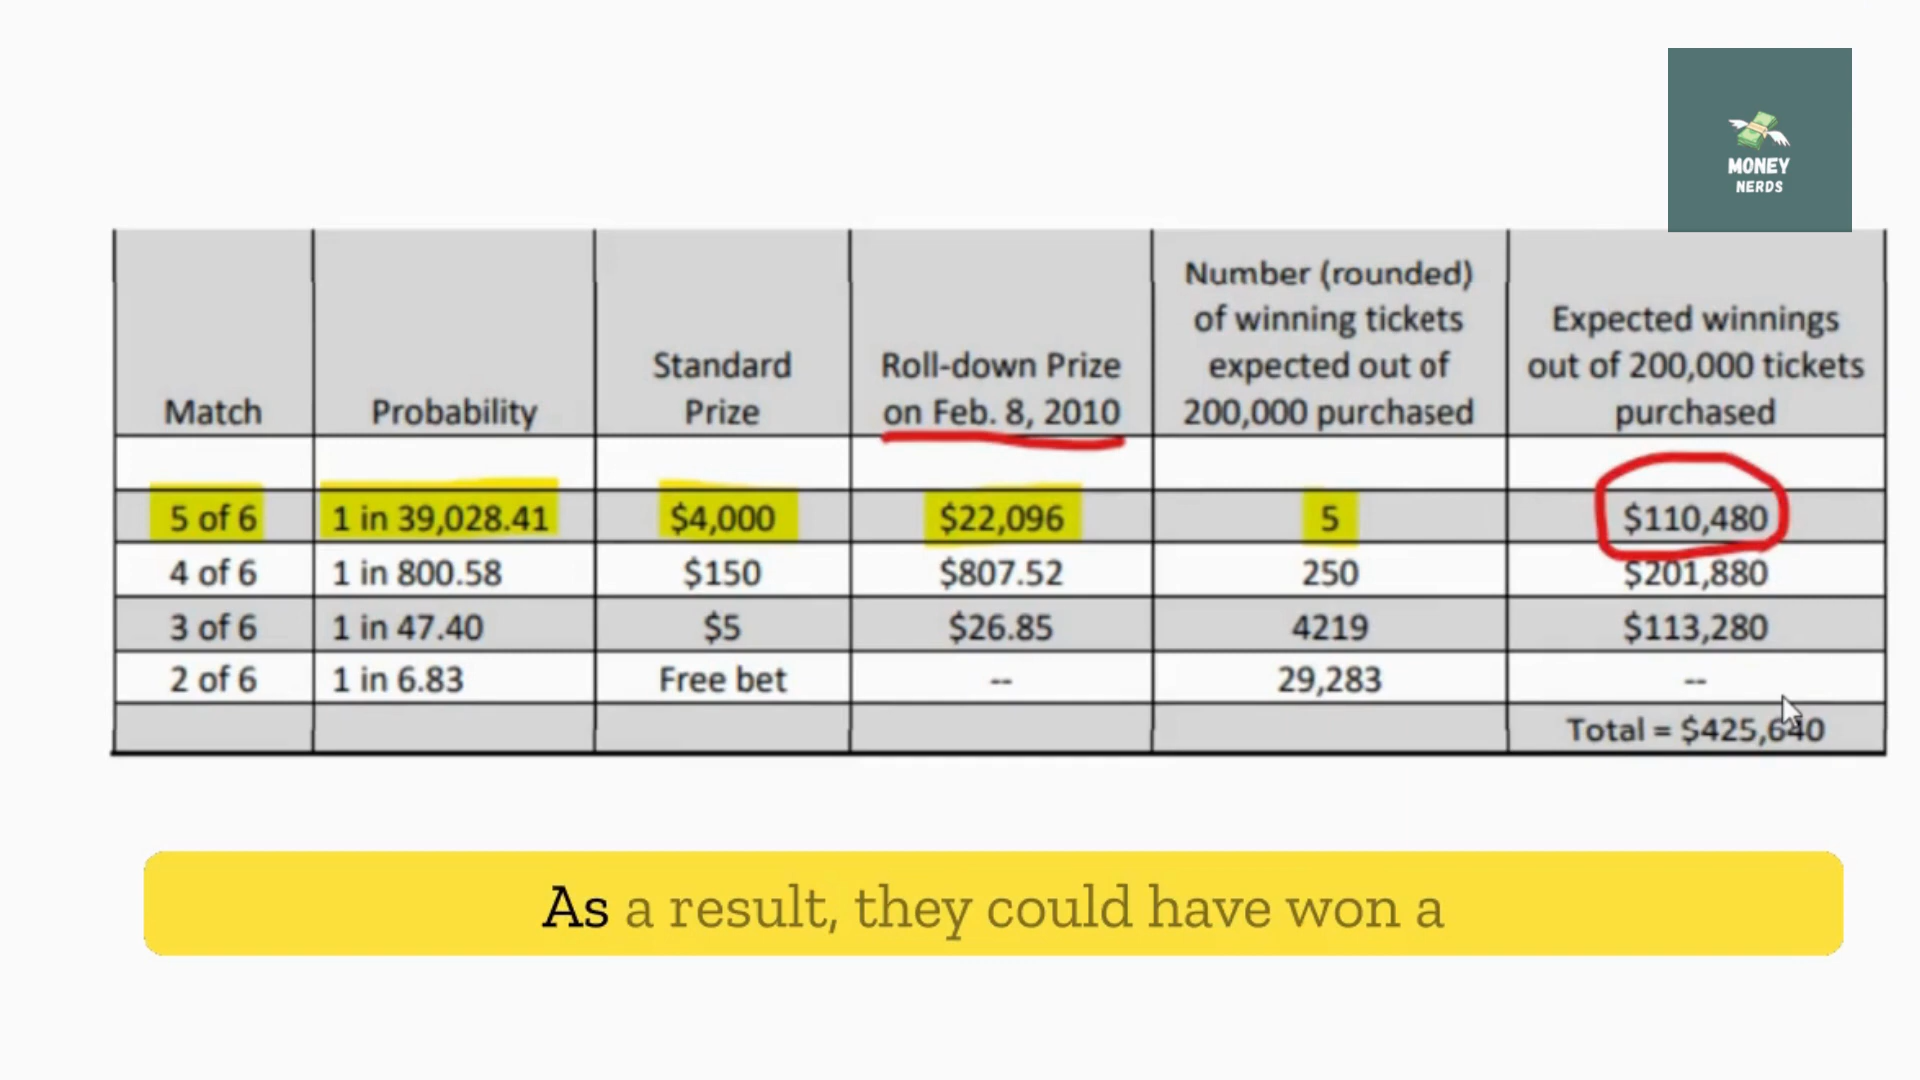 MONEY
NERDS
Match
Probability
Standard
Prize
Roll-down Prize
on Feb. 8, 2010
Number (rounded)
of winning tickets
expected out of
200,000 purchased
Expected winnings
out of 200,000 tickets
purchased
5 of 6 1 in 39,028.41 $4,000 $22,096 5 $110,480
4 of 6 1 in 800.58 $150 $807.52 250 $201,880
3 of 6 1 in 47.40 $5 $26.85 4219 $113,280
2 of 6 1 in 6.83 Free bet -- 29,283 --
Total = $425,640
As a result, they could have won a